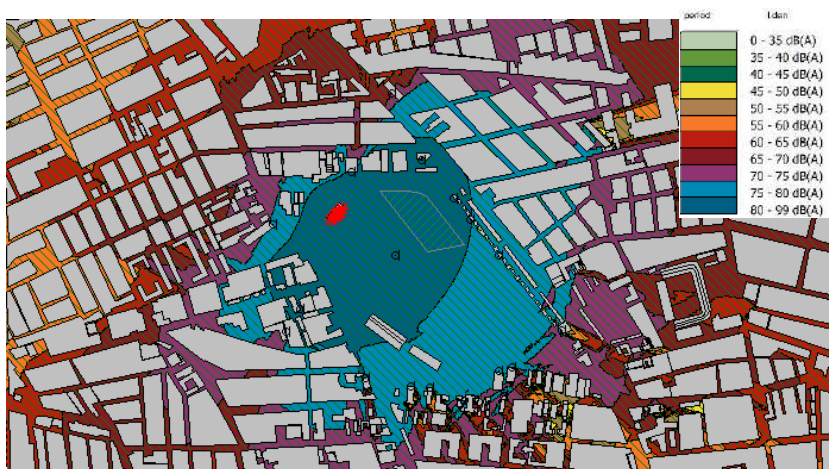 period Lden
0 - 35 dB(A)
35 - 40 dB(A)
40 - 45 dB(A)
45 - 50 dB(A)
50 - 55 dB(A)
55 - 60 dB(A)
60 - 65 dB(A)
65 - 70 dB(A)
70 - 75 dB(A)
75 - 80 dB(A)
80 - 99 dB(A)